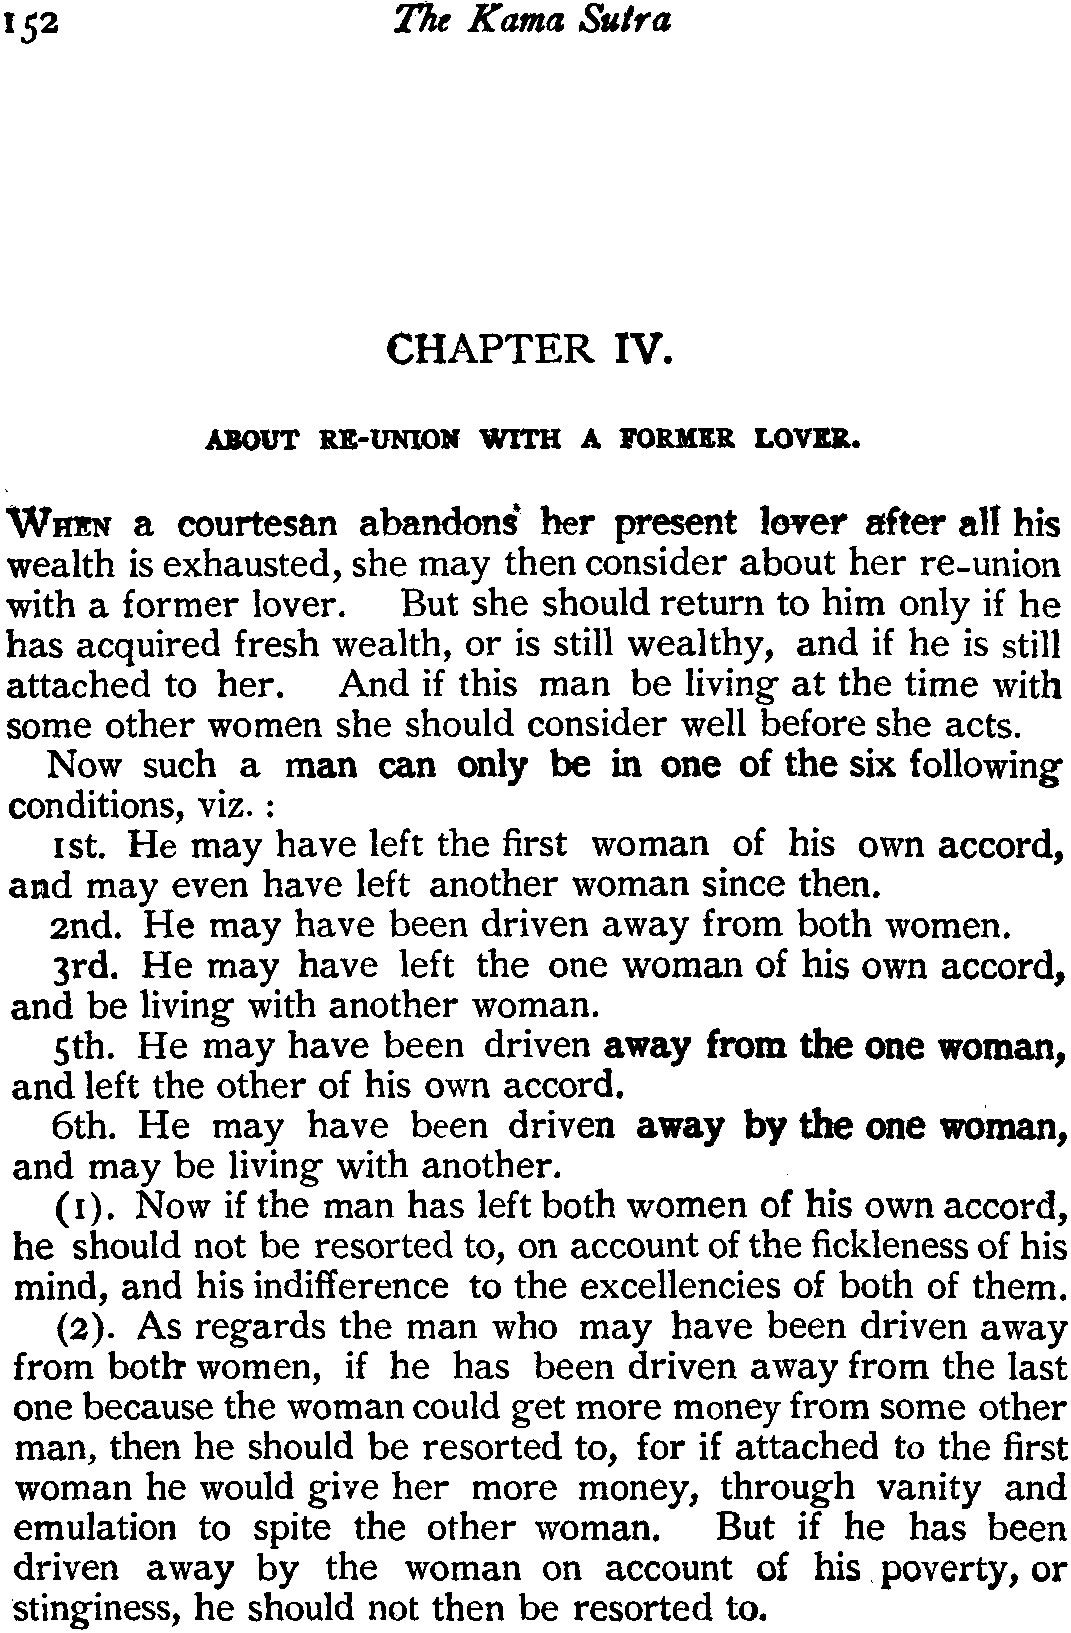 152 The Kama Sutra
CHAPTER IV.
ABOUT RE-UNION WITH A FORMER LOVER.
WHEN a courtesan abandons her present lover after all his
wealth is exhausted, she may then consider about her re-union
with a former lover. But she should return to him only if he
has acquired fresh wealth, or is still wealthy, and if he is still
attached to her. And if this man be living at the time with
some other women she should consider well before she acts.
Now such a man can only be in one of the six following
conditions, viz. :
1st. He may have left the first woman of his own accord,
and may even have left another woman since then.
2nd. He may have been driven away from both women.
3rd. He may have left the one woman of his own accord,
and be living with another woman.
5th. He may have been driven away from the one woman,
and left the other of his own accord.
6th. He may have been driven away by the one woman,
and may be living with another.
(1). Now if the man has left both women of his own accord,
he should not be resorted to, on account of the fickleness of his
mind, and his indifference to the excellencies of both of them.
(2). As regards the man who may have been driven away
from both women, if he has been driven away from the last
one because the woman could get more money from some other
man, then he should be resorted to, for if attached to the first
woman he would give her more money, through vanity and
emulation to spite the other woman. But if he has been
driven away by the woman on account of his poverty, or
stinginess, he should not then be resorted to.